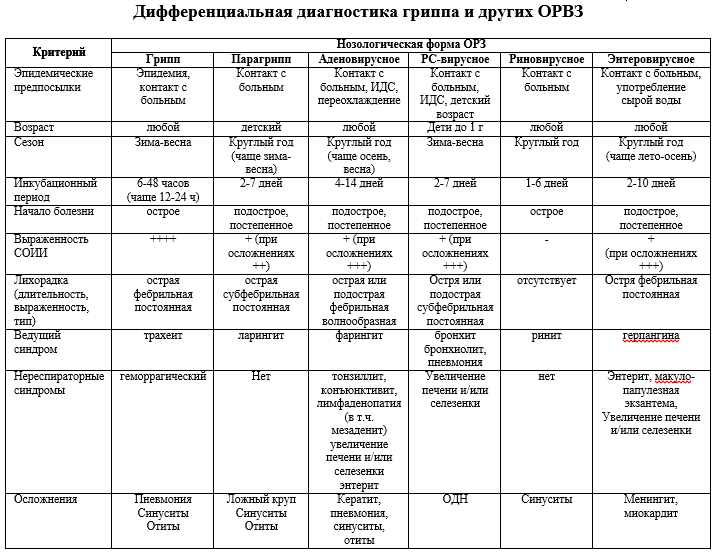 Дифференциальная диагностика гриппа и других ОРВЗ
Критерий
Нозологическая форма ОРЗ
Грипп
Парагрипп
Аденовирусное
РС-вирусное
Риновирусное
Энтеровирусное
Эпидемические
предпосылки
Эпидемия,
контакт с
больным
Контакт с
больным
Контакт с
больным, ИДС,
переохлаждение
Контакт с
больным,
ИДС, детский
возраст
Контакт с
больным
Контакт с больным,
употребление
сырой воды
Возраст
любой
детский
любой
Дети до 1 г
любой
любой
Сезон
Зима-весна
Круглый год
(чаще зима-
весна)
Круглый год
(чаще осень,
весна)
Зима-весна
Круглый год
Круглый год
(чаще лето-осень)
Инкубационный
период
6-48 часов
(чаще 12-24 ч)
2-7 дней
4-14 дней
2-7 дней
1-6 дней
2-10 дней
Начало болезни
острое
подострое,
постепенное
подострое,
постепенное
подострое,
постепенное
острое
подострое,
постепенное
Выраженность
СОИИ
++++
+ (при
осложнениях
++)
+ (при
осложнениях
+++)
+ (при
осложнениях
+++)
-
+
(при осложнениях
+++)
Лихорадка
(длительность,
выраженность,
тип)
острая
фебрильная
постоянная
острая
субфебрильная
постоянная
острая или
подострая
фебрильная
волнообразная
Остря или
подострая
субфебрильная
постоянная
отсутствует
Остря фебрильная
постоянная
Ведущий
синдром
трахеит
ларингит
фарингит
бронхит
бронхиолит,
пневмония
ринит
герпангина
Нереспираторные
синдромы
геморрагический
Нет
тонзиллит,
конъюнктивит,
лимфаденопатия
(в т.ч.
мезаденит)
увеличение
печени и/или
селезенки
энтерит
Увеличение
печени и/или
селезенки
нет
Энтерит, макуло-
папулезная
экзантема,
Увеличение печени
и/или селезенки
Осложнения
Пневмония
Синуситы
Отиты
Ложный круп
Синуситы
Отиты
Кератит,
пневмония,
синуситы,
отиты
ОДН
Синуситы
Менингит,
миокардит